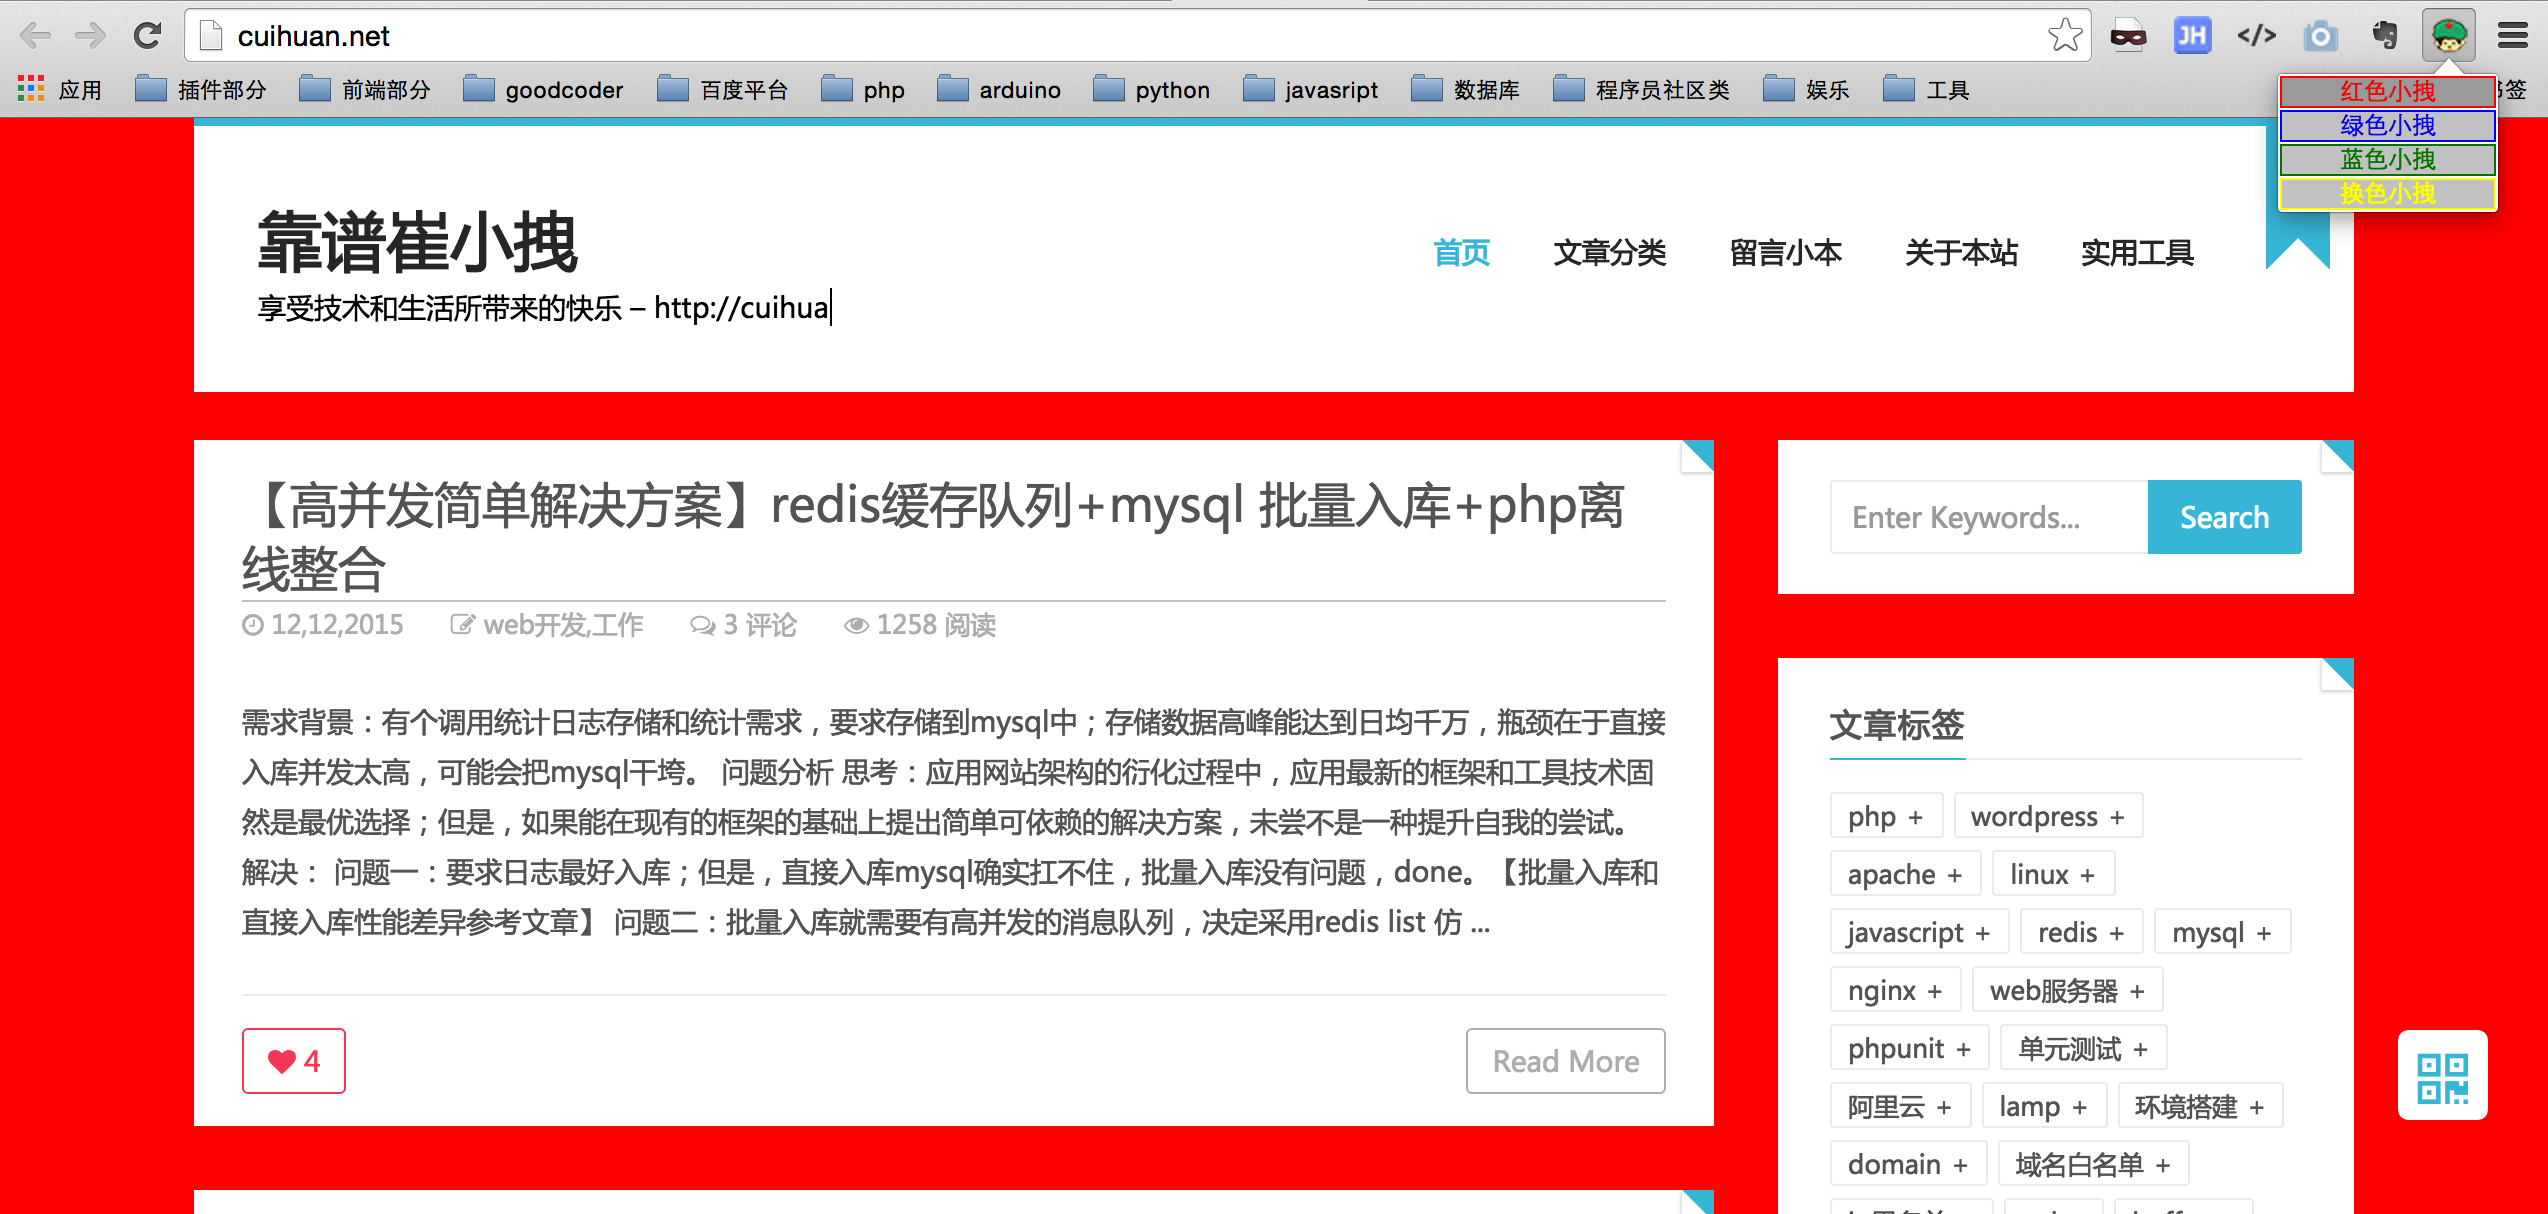 cuihuan.net
JH
应用 插件部分 前端部分 goodcoder 百度平台 php arduino python javasript 数据库 程序员社区类 娱乐 工具 书签
红色小拽
绿色小拽
蓝色小拽
换色小拽
靠谱崔小拽
享受技术和生活所带来的快乐 – http://cuihua
首页 文章分类 留言小本 关于本站 实用工具
【高并发简单解决方案】redis缓存队列+mysql 批量入库+php离
线整合
12,12,2015 web开发,工作 3 评论 1258 阅读
需求背景：有个调用统计日志存储和统计需求，要求存储到mysql中；存储数据高峰能达到日均千万，瓶颈在于直接
入库并发太高，可能会把mysql干垮。 问题分析 思考：应用网站架构的衍化过程中，应用最新的框架和工具技术固
然是最优选择；但是，如果能在现有的框架的基础上提出简单可依赖的解决方案，未尝不是一种提升自我的尝试。
解决： 问题一：要求日志最好入库；但是，直接入库mysql确实扛不住，批量入库没有问题，done。【批量入库和
直接入库性能差异参考文章】 问题二：批量入库就需要有高并发的消息队列，决定采用redis list 仿 ...
4
Read More
Enter Keywords... Search
文章标签
php + wordpress +
apache + linux +
javascript + redis + mysql +
nginx + web服务器 +
phpunit + 单元测试 +
阿里云 + lamp + 环境搭建 +
domain + 域名白名单 +